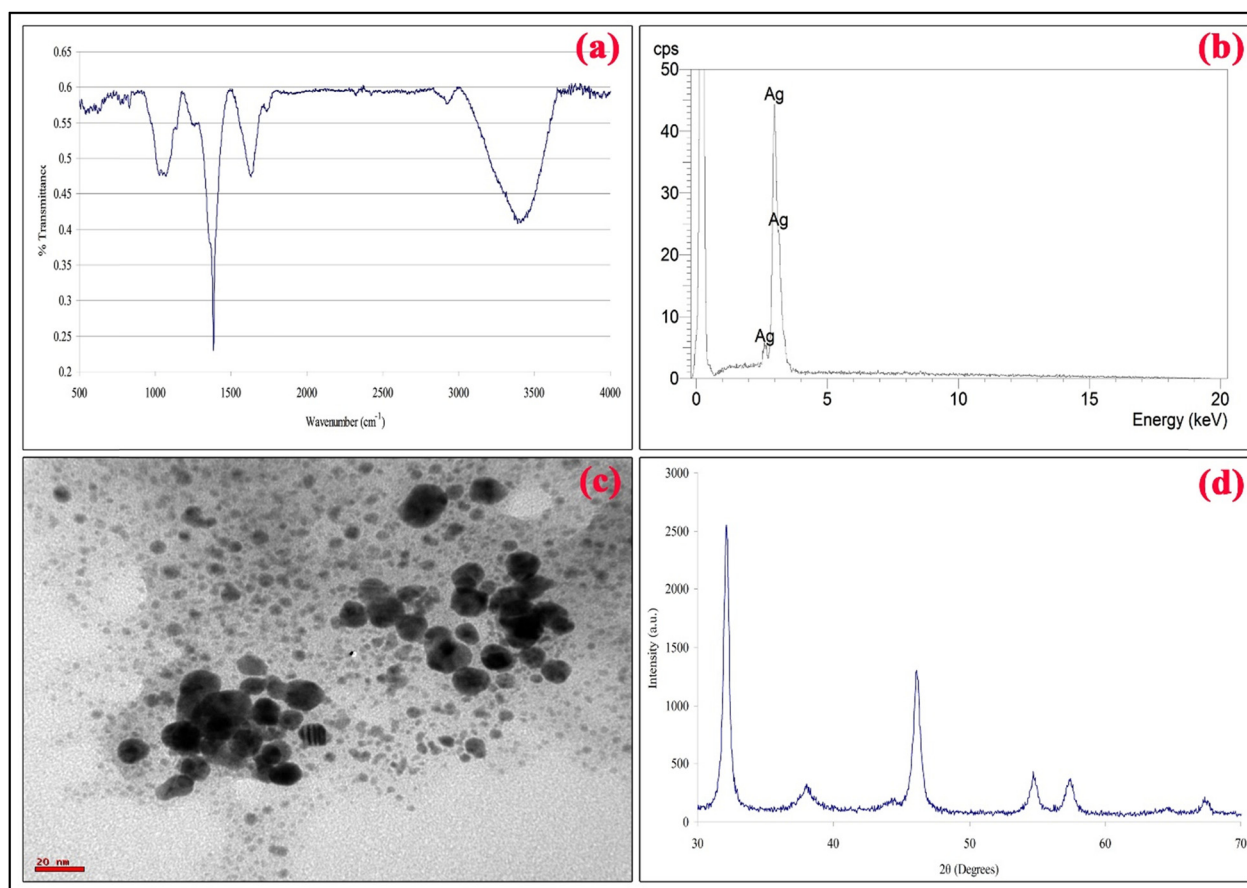 (a)
0.65
0.6
0.55
0.5
0.45
0.4
0.35
0.3
0.25
0.2
% Transmittance
500 1000 1500 2000 2500 3000 3500 4000
Wavenumber (cm-1)
(b)
cps
50
40
30
20
10
0
Ag
Ag
Ag
0 5 10 15 20
Energy (keV)
(c)
20 nm
(d)
3000
2500
2000
1500
1000
500
0
Intensity (a.u.)
30 40 50 60 70
2θ (Degrees)